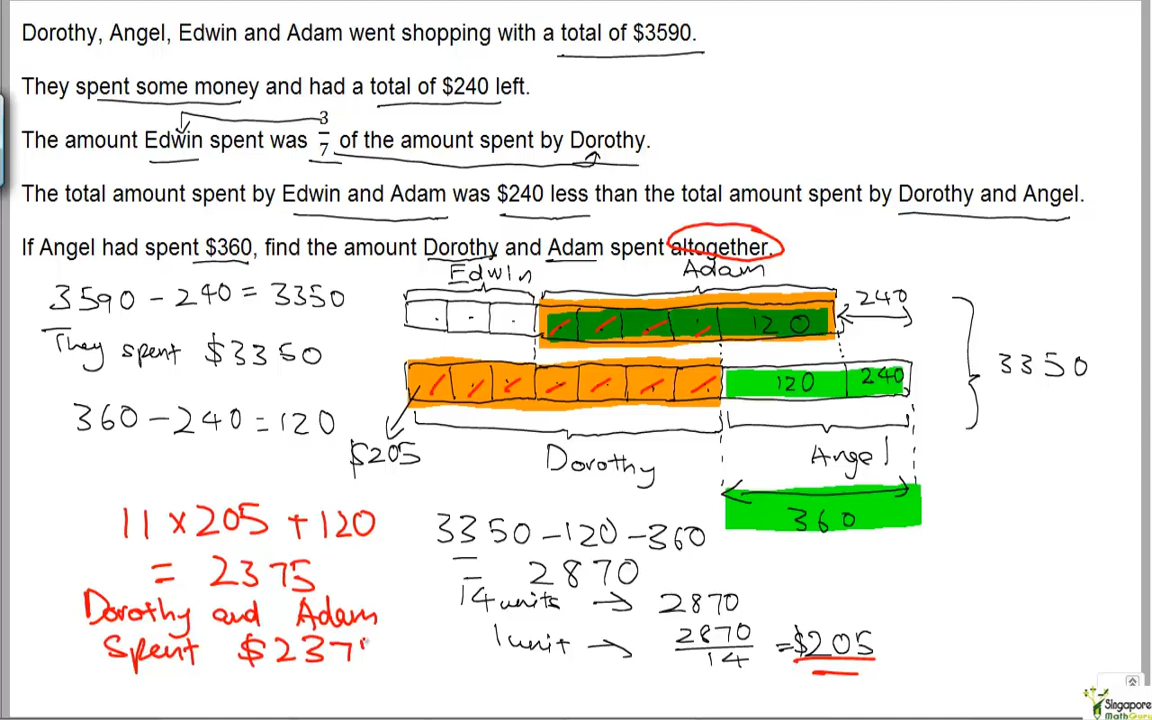 Dorothy, Angel, Edwin and Adam went shopping with a total of $3590.
They spent some money and had a total of $240 left.
The amount Edwin spent was 3/7 of the amount spent by Dorothy.
The total amount spent by Edwin and Adam was $240 less than the total amount spent by Dorothy and Angel.
If Angel had spent $360, find the amount Dorothy and Adam spent altogether.
Edwin Adam
3590 - 240 = 3350
240
120
They spent $3350
3350
120 240
360 - 240 = 120
$205
Dorothy
Angel
360
11 x 205 + 120
= 2375
Dorothy and Adam
Spent $237
3350 - 120 - 360
= 2870
14 units → 2870
1 unit → 2870/14 = $205
Singapore
MathGuru